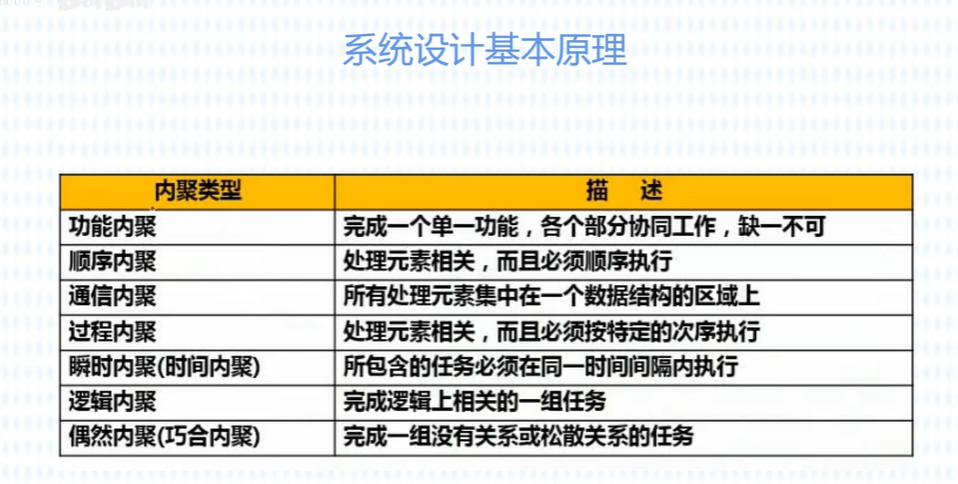 系统设计基本原理
内聚类型 描 述
功能内聚 完成一个单一功能，各个部分协同工作，缺一不可
顺序内聚 处理元素相关，而且必须顺序执行
通信内聚 所有处理元素集中在一个数据结构的区域上
过程内聚 处理元素相关，而且必须按特定的次序执行
瞬时内聚(时间内聚) 所包含的任务必须在同一时间间隔内执行
逻辑内聚 完成逻辑上相关的一组任务
偶然内聚(巧合内聚) 完成一组没有关系或松散关系的任务